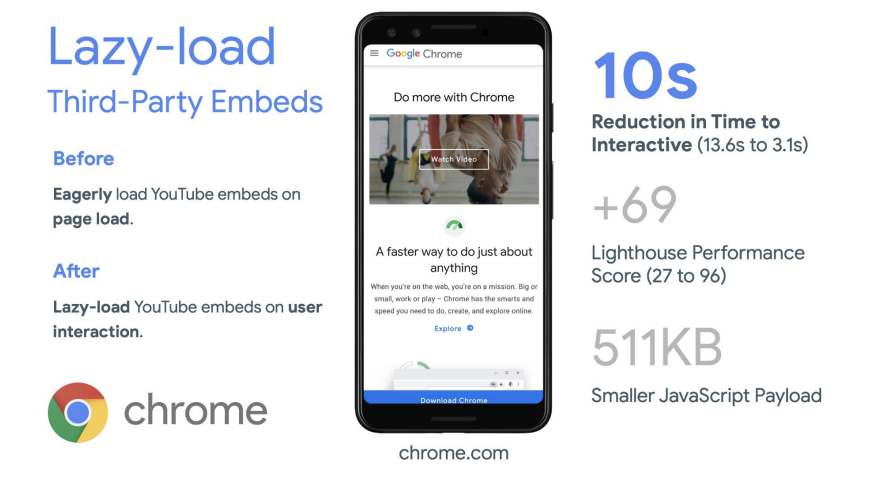 Lazy-load
Third-Party Embeds
Before
Eagerly load YouTube embeds on
page load.
After
Lazy-load YouTube embeds on user
interaction.
chrome
Google Chrome
Do more with Chrome
Watch Video
A faster way to do just about
anything
When you're on the web, you're on a mission. Big or
small, work or play – Chrome has the smarts and
speed you need to do, create, and explore online.
Explore
Download Chrome
chrome.com
10s
Reduction in Time to
Interactive (13.6s to 3.1s)
+69
Lighthouse Performance
Score (27 to 96)
511KB
Smaller JavaScript Payload